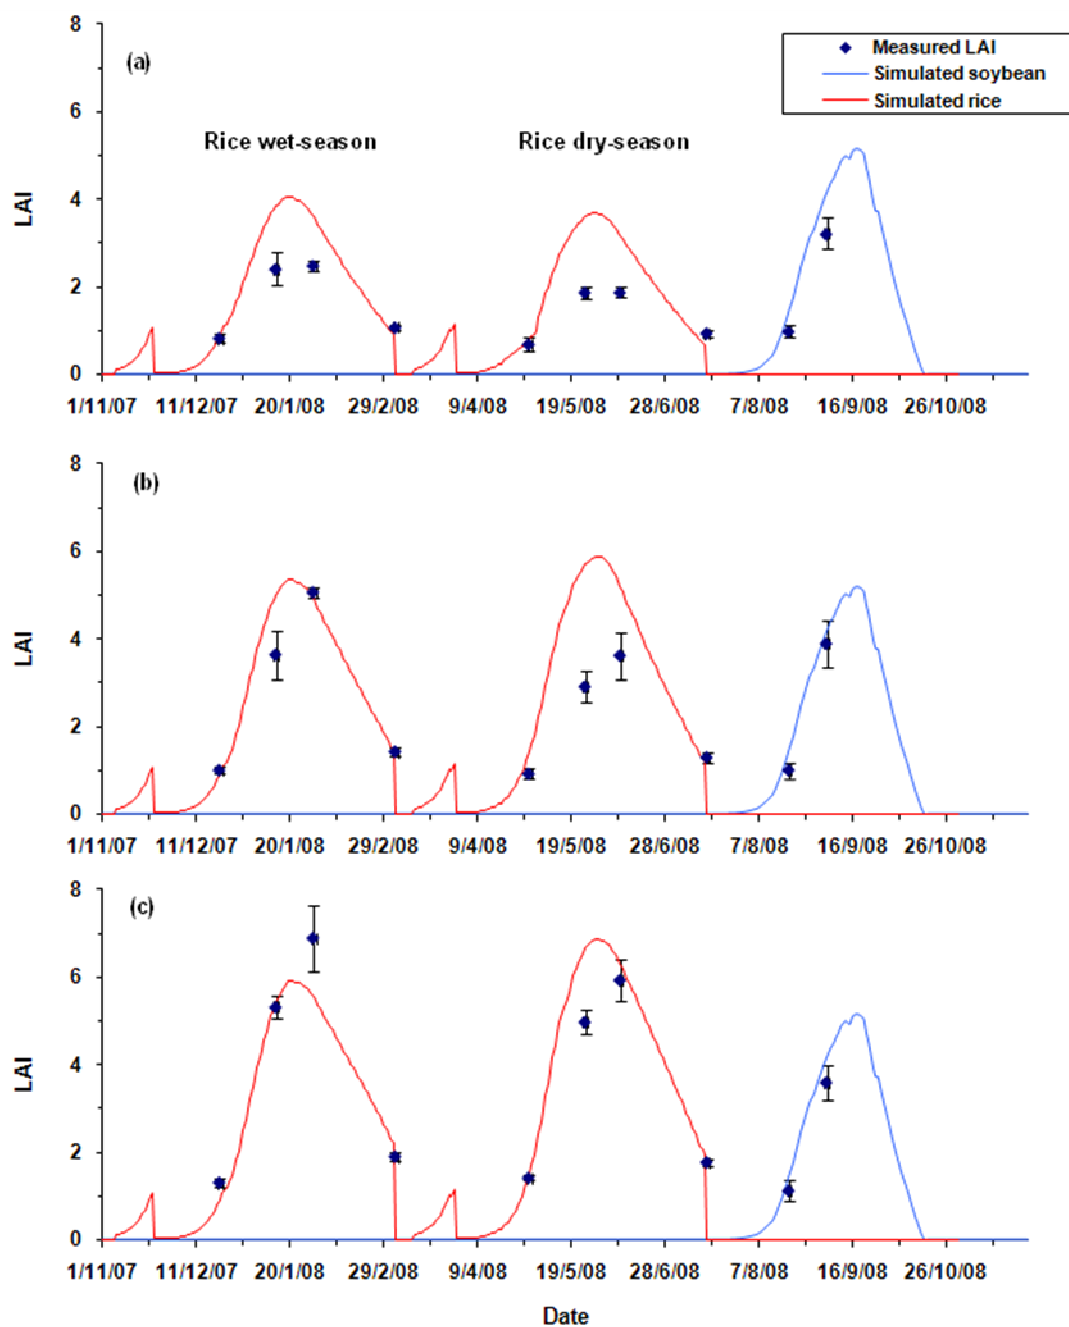 8
(a)
Measured LAI
Simulated soybean
Simulated rice
6
Rice wet-season Rice dry-season
4
LAI
2
0
1/11/07 11/12/07 20/1/08 29/2/08 9/4/08 19/5/08 28/6/08 7/8/08 16/9/08 26/10/08
8
(b)
6
4
LAI
2
0
1/11/07 11/12/07 20/1/08 29/2/08 9/4/08 19/5/08 28/6/08 7/8/08 16/9/08 26/10/08
8
(c)
6
4
LAI
2
0
1/11/07 11/12/07 20/1/08 29/2/08 9/4/08 19/5/08 28/6/08 7/8/08 16/9/08 26/10/08
Date